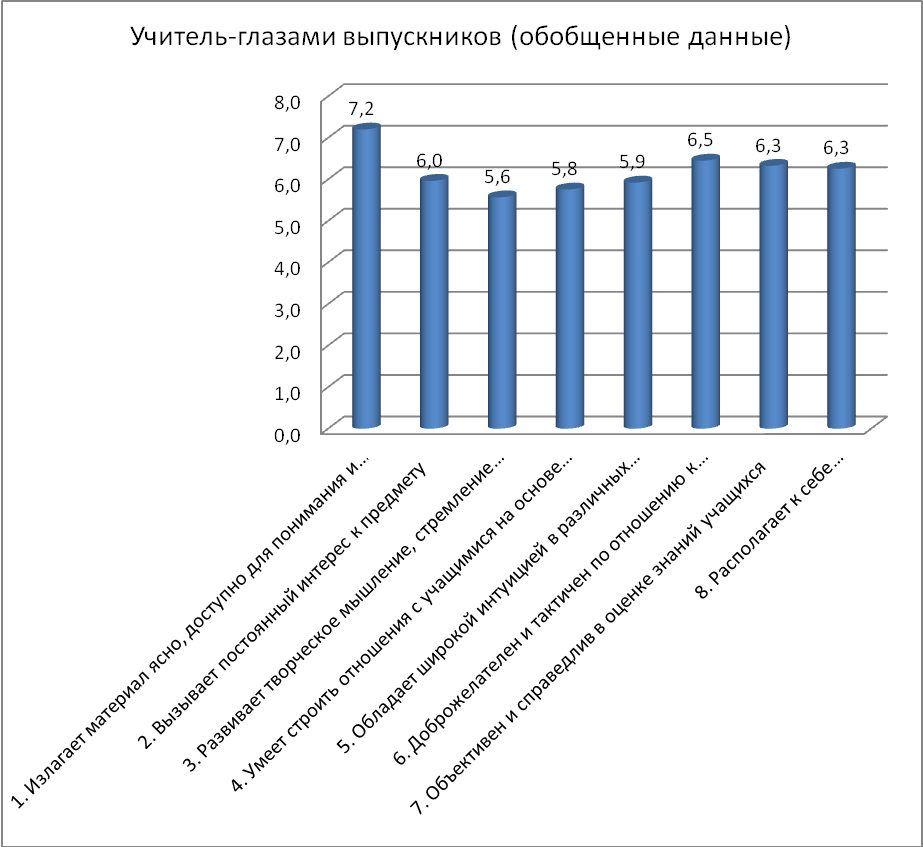 Учитель-глазами выпускников (обобщенные данные)
8,0
7,0
6,0
5,0
4,0
3,0
2,0
1,0
0,0
7,2
6,0
5,6
5,8
5,9
6,5
6,3
6,3
1. Излагает материал ясно, доступно для понимания и…
2. Вызывает постоянный интерес к предмету
3. Развивает творческое мышление, стремление…
4. Умеет строить отношения с учащимися на основе…
5. Обладает широкой интуицией в различных…
6. Доброжелателен и тактичен по отношению к…
7. Объективен и справедлив в оценке знаний учащихся
8. Располагает к себе…